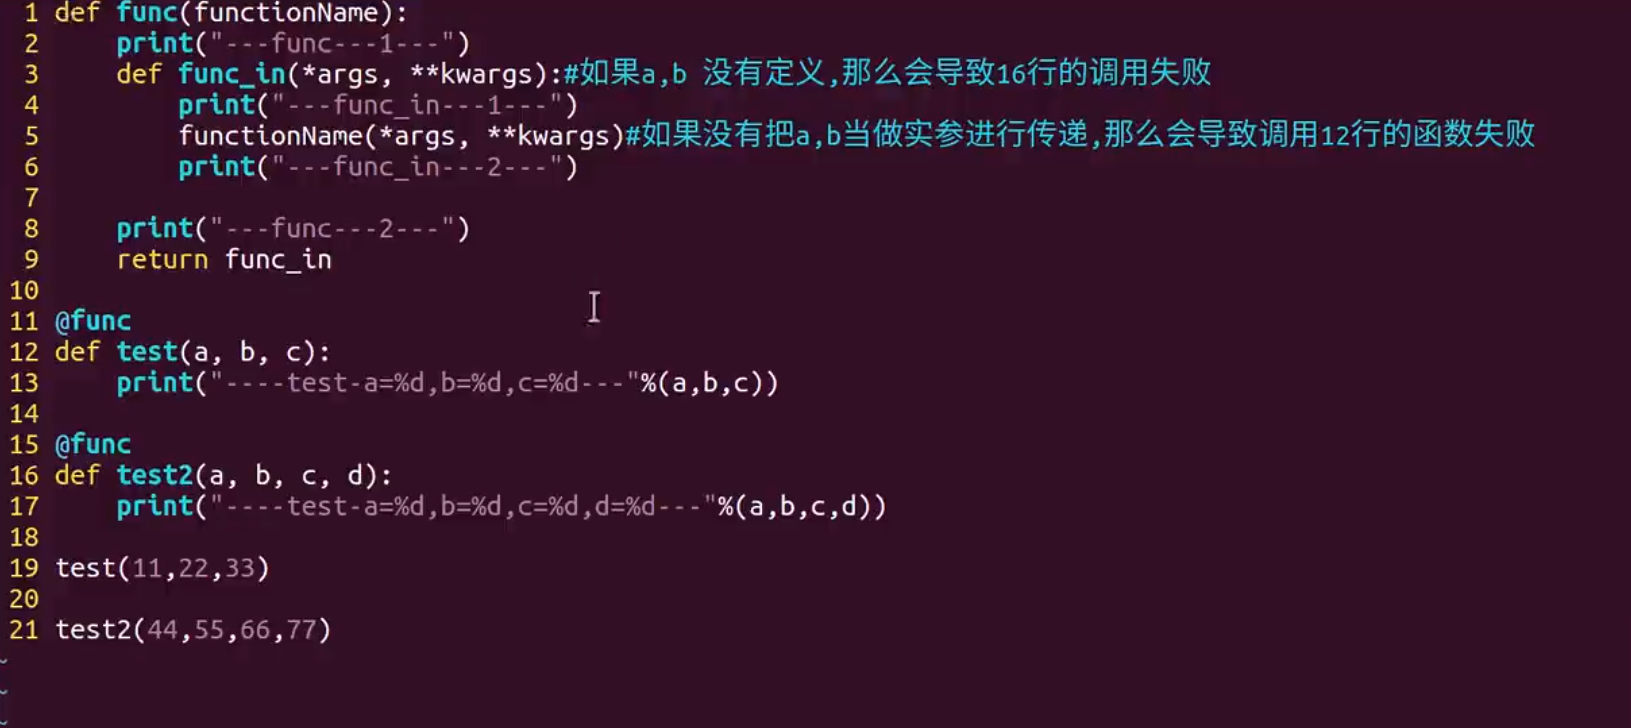 1 def func(functionName):
2     print("---func---1---")
3     def func_in(*args, **kwargs):#如果a,b 没有定义,那么会导致16行的调用失败
4         print("---func_in---1---")
5         functionName(*args, **kwargs)#如果没有把a,b当做实参进行传递,那么会导致调用12行的函数失败
6         print("---func_in---2---")
7
8     print("---func---2---")
9     return func_in
10
11 @func
12 def test(a, b, c):
13     print("----test-a=%d,b=%d,c=%d---"%(a,b,c))
14
15 @func
16 def test2(a, b, c, d):
17     print("----test-a=%d,b=%d,c=%d,d=%d---"%(a,b,c,d))
18
19 test(11,22,33)
20
21 test2(44,55,66,77)
~
~
~